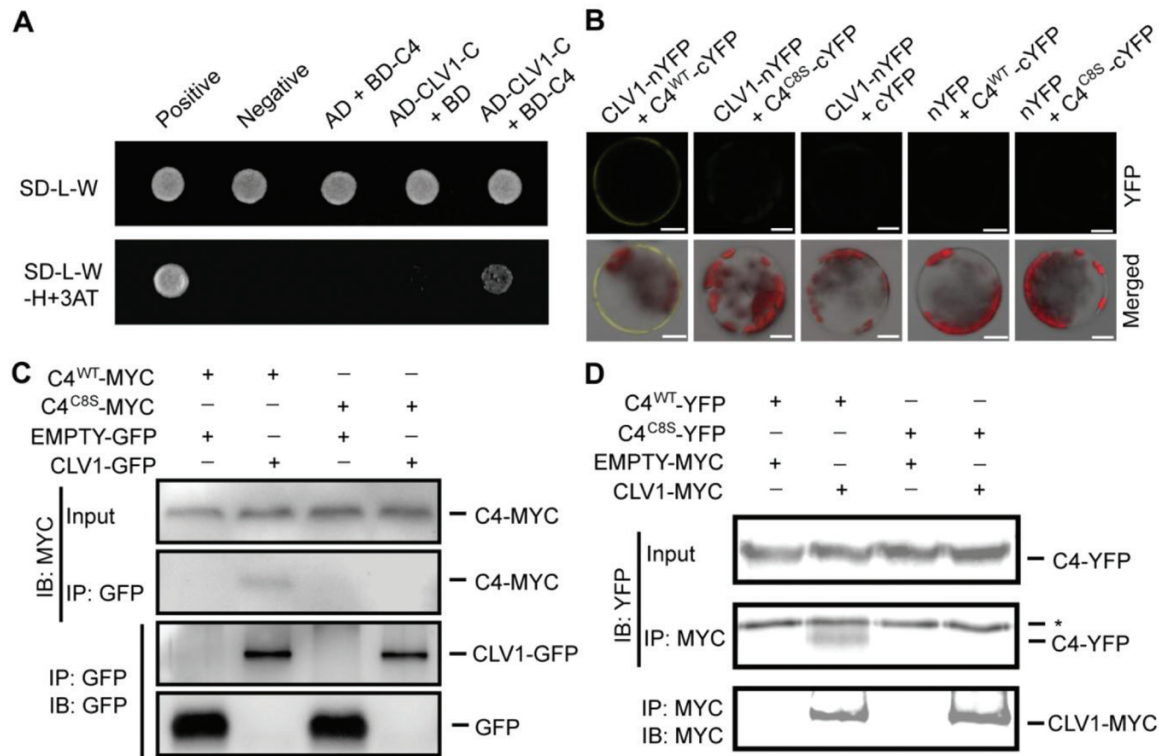 A
Positive
Negative
AD + BD-C4
AD-CLV1-C
+ BD
AD-CLV1-C
+ BD-C4
SD-L-W
SD-L-W
-H+3AT
B
CLV1-nYFP
+ C4WT-cYFP
CLV1-nYFP
+ C4C8S-cYFP
CLV1-nYFP
+ cYFP
nYFP
+ C4WT-cYFP
nYFP
+ C4C8S-cYFP
YFP
Merged
C
C4WT-MYC + + – –
C4C8S-MYC – – + +
EMPTY-GFP + – + –
CLV1-GFP – + – +
IB: MYC
Input
C4-MYC
IP: GFP
C4-MYC
IP: GFP
IB: GFP
CLV1-GFP
GFP
D
C4WT-YFP + + – –
C4C8S-YFP – – + +
EMPTY-MYC + – + –
CLV1-MYC – + – +
IB: YFP
Input
C4-YFP
IP: MYC
*
C4-YFP
IP: MYC
IB: MYC
CLV1-MYC